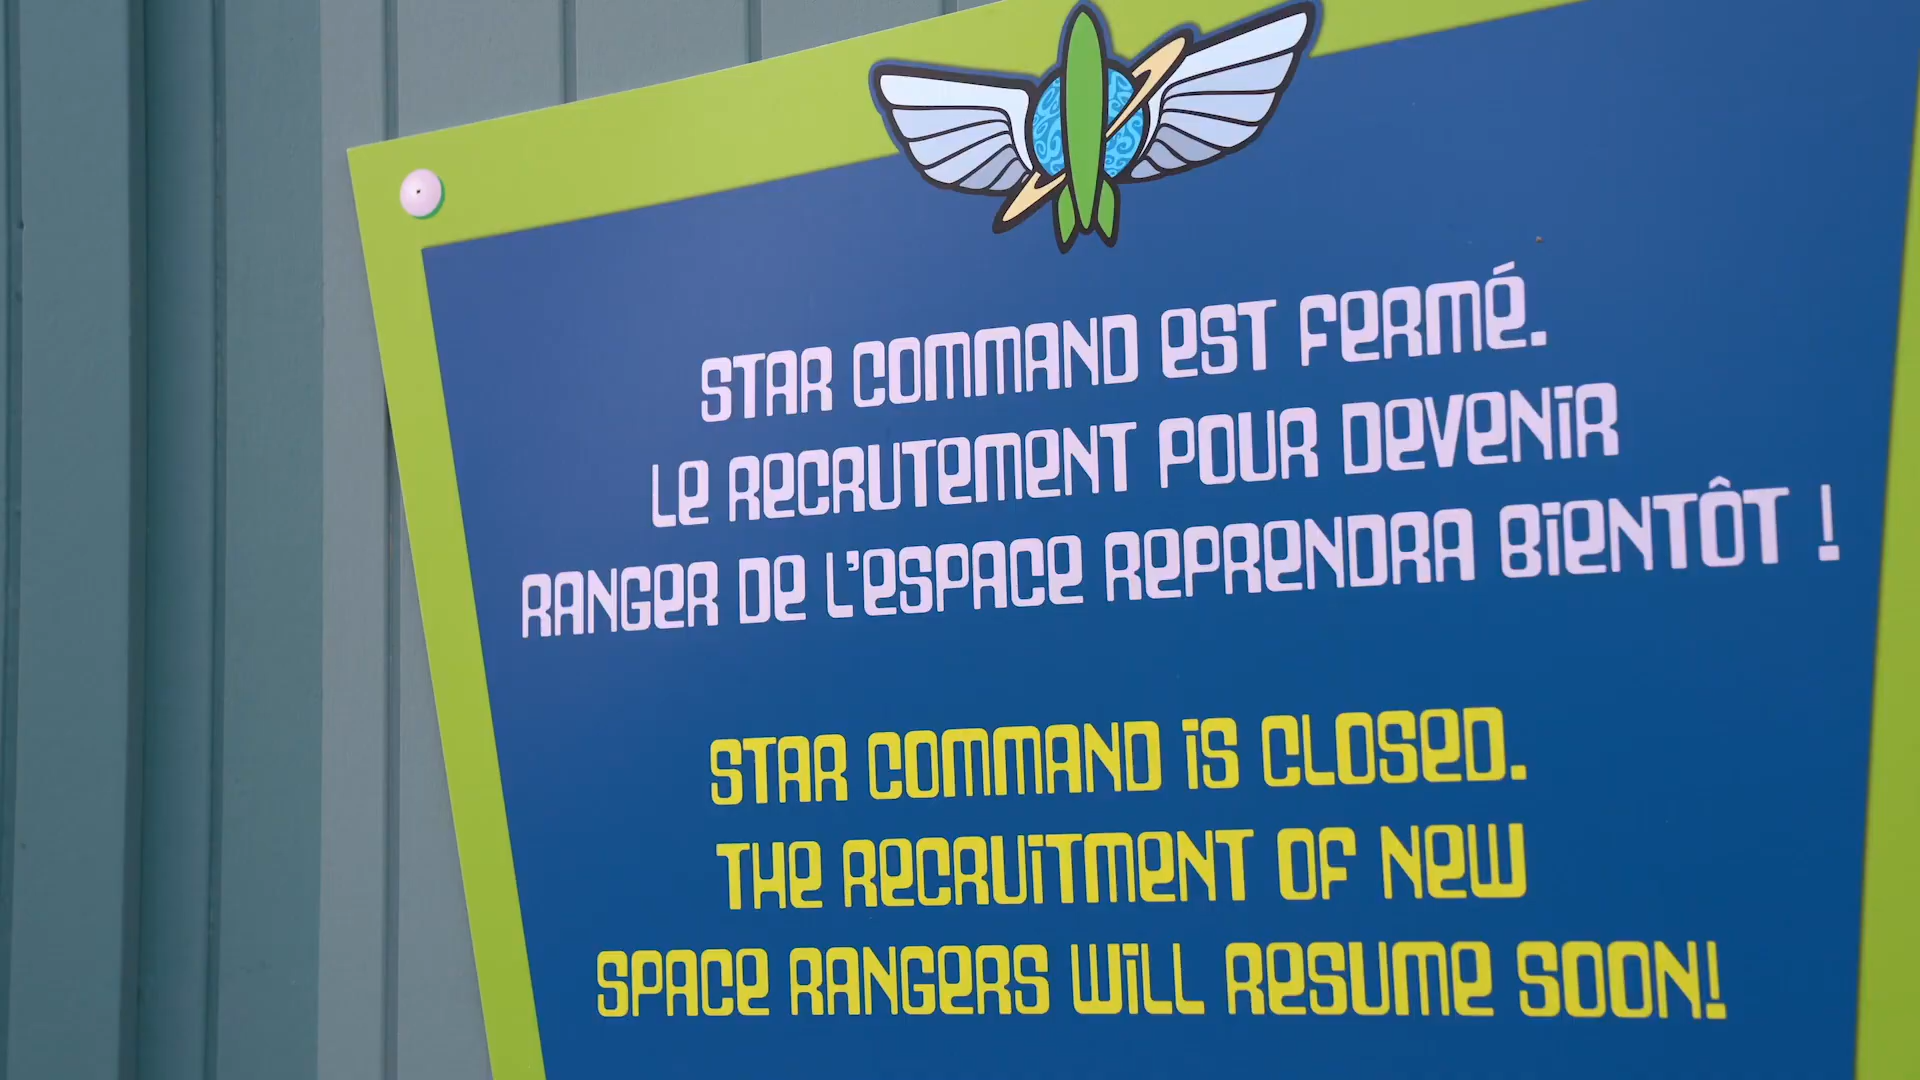 STAR COMMAND EST FERMÉ.
LE RECRUTEMENT POUR DEVENIR
RANGER DE L'ESPACE REPRENDRA BIENTÔT !
STAR COMMAND IS CLOSED.
THE RECRUITMENT OF NEW
SPACE RANGERS WILL RESUME SOON!